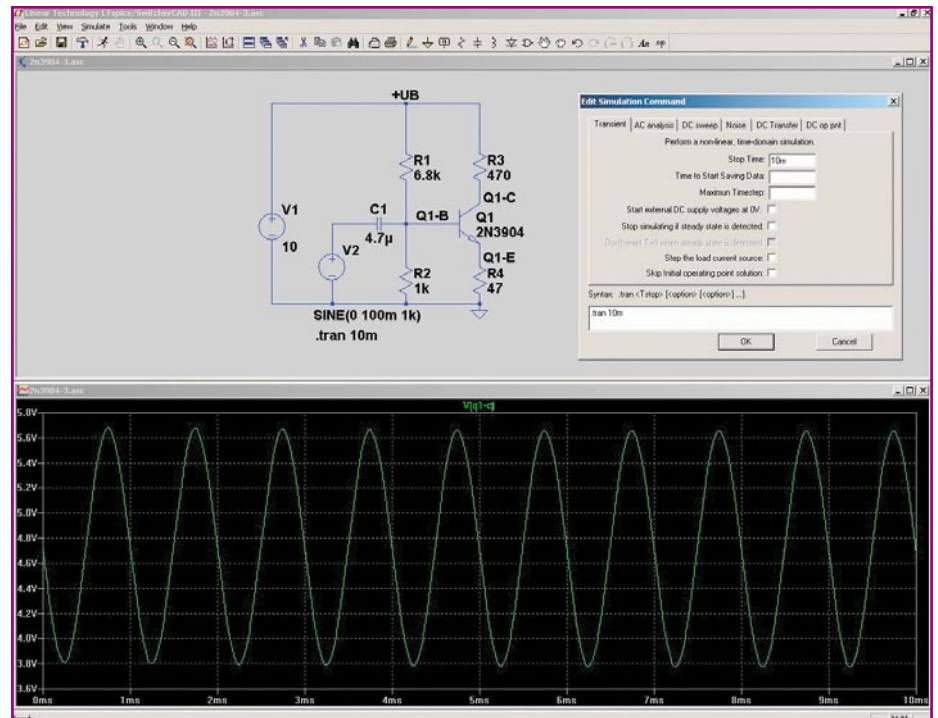 Linear Technology LTspice/SwitcherCAD III - 2n3904-3.asc
File Edit View Simulate Tools Window Help
2n3904-3.asc
+UB
R1
6.8k
R3
470
Q1-C
V1
10
C1
4.7µ
Q1-B
Q1
2N3904
V2
Q1-E
R2
1k
R4
47
SINE(0 100m 1k)
.tran 10m
Edit Simulation Command
Transient AC analysis DC sweep Noise DC Transfer DC op pnt
Perform a non-linear, time-domain simulation.
Stop Time: 10m
Time to Start Saving Data:
Maximum Timestep:
Start external DC supply voltages at 0V:
Stop simulating if steady state is detected:
Don't reset T=0 when steady state is detected:
Step the load current source:
Skip Initial operating point solution:
Syntax: .tran <Tstop> [<option> [<option>] ...]
.tran 10m
OK Cancel
2n3904-3.asc
V(q1-c)
5.8V
5.6V
5.4V
5.2V
5.0V
4.8V
4.6V
4.4V
4.2V
4.0V
3.8V
3.6V
0ms 1ms 2ms 3ms 4ms 5ms 6ms 7ms 8ms 9ms 10ms